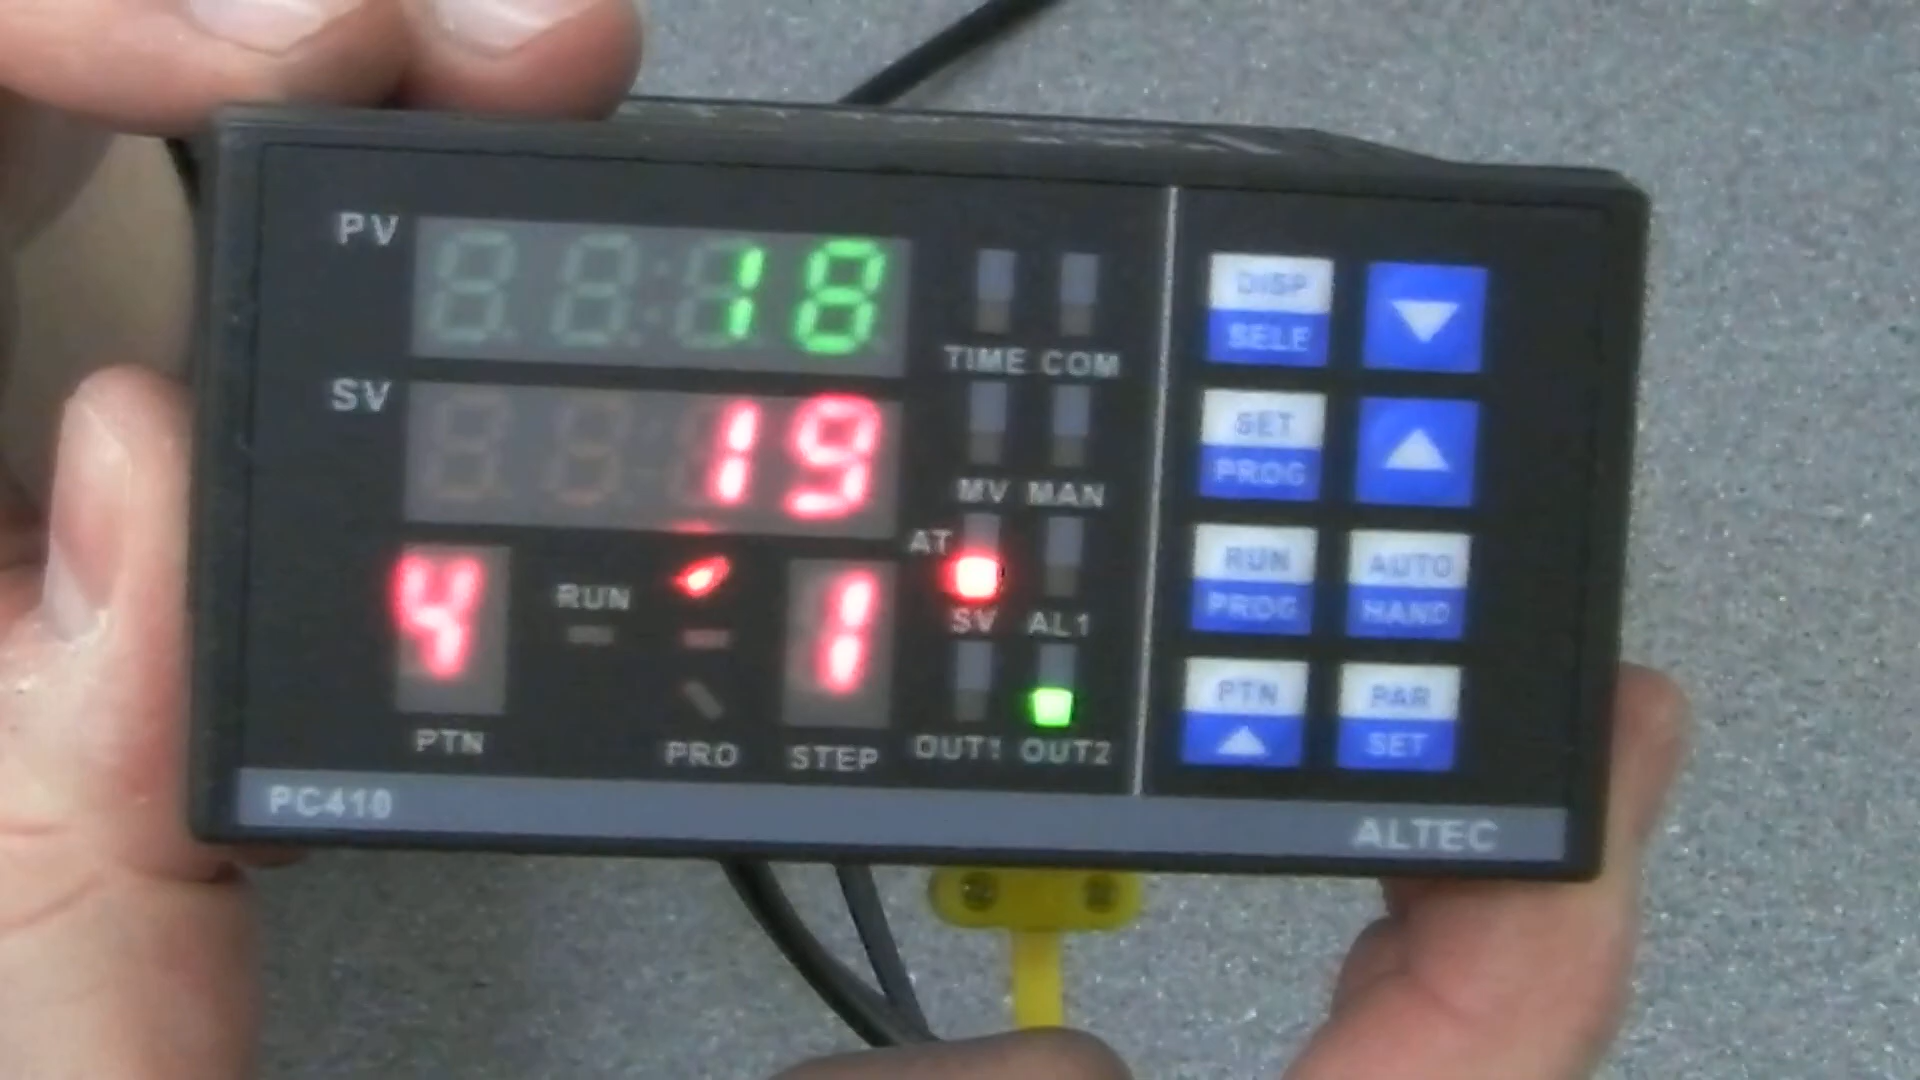 PV 18
TIME COM
SV 19
MV MAN
AT
4 RUN 1
SV AL1
PTN PRO STEP OUT1 OUT2
PC410
ALTEC
DISP
SELE
SET
PROG
RUN AUTO
PROG HAND
PTN PAR
SET